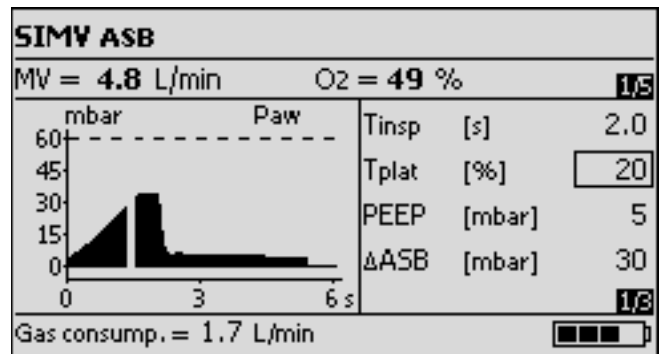 SIMV ASB
MV = 4.8 L/min O2 = 49 %
1/5
mbar Paw
60
45
30
15
0
0 3 6 s
Tinsp [s] 2.0
Tplat [%] 20
PEEP [mbar] 5
ΔASB [mbar] 30
1/3
Gas consump. = 1.7 L/min